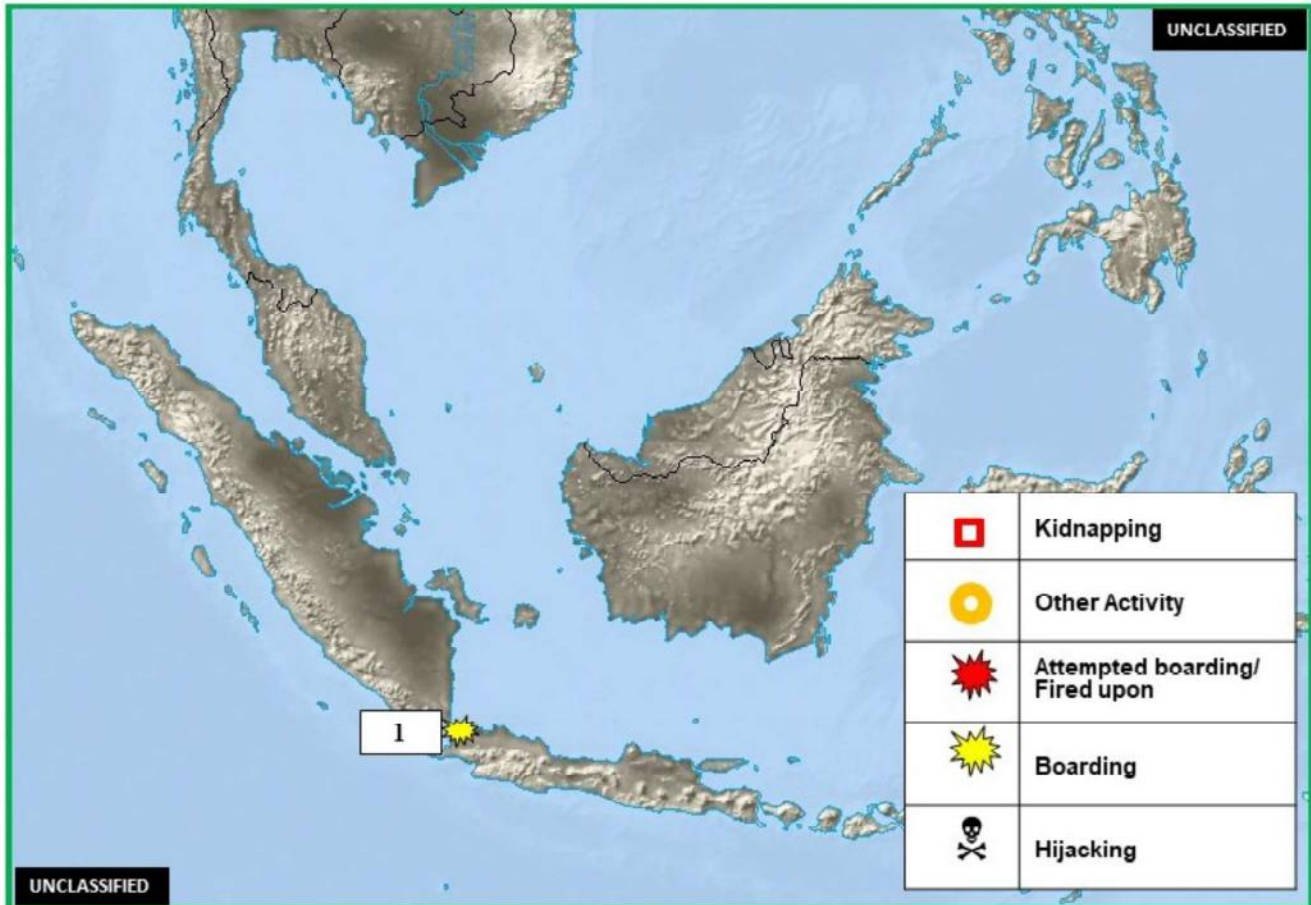 UNCLASSIFIED
Kidnapping
Other Activity
Attempted boarding/
Fired upon
1
Boarding
Hijacking
UNCLASSIFIED